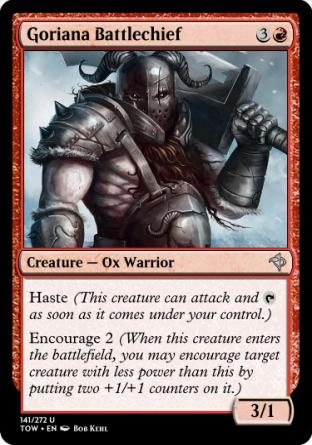 Goriana Battlechief 3
Creature — Ox Warrior
Haste (This creature can attack and
as soon as it comes under your control.)
Encourage 2 (When this creature enters
the battlefield, you may encourage target
creature with less power than this by
putting two +1/+1 counters on it.)
3/1
141/272 U
TOW • EN Bob Kehl